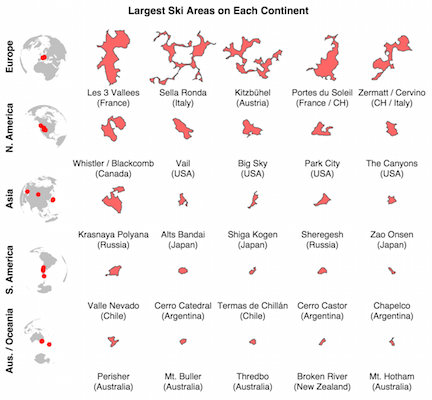 Largest Ski Areas on Each Continent
Europe
Les 3 Vallees
(France)
Sella Ronda
(Italy)
Kitzbühel
(Austria)
Portes du Soleil
(France / CH)
Zermatt / Cervino
(CH / Italy)
N. America
Whistler / Blackcomb
(Canada)
Vail
(USA)
Big Sky
(USA)
Park City
(USA)
The Canyons
(USA)
Asia
Krasnaya Polyana
(Russia)
Alts Bandai
(Japan)
Shiga Kogen
(Japan)
Sheregesh
(Russia)
Zao Onsen
(Japan)
S. America
Valle Nevado
(Chile)
Cerro Catedral
(Argentina)
Termas de Chillán
(Chile)
Cerro Castor
(Argentina)
Chapelco
(Argentina)
Aus. / Oceania
Perisher
(Australia)
Mt. Buller
(Australia)
Thredbo
(Australia)
Broken River
(New Zealand)
Mt. Hotham
(Australia)